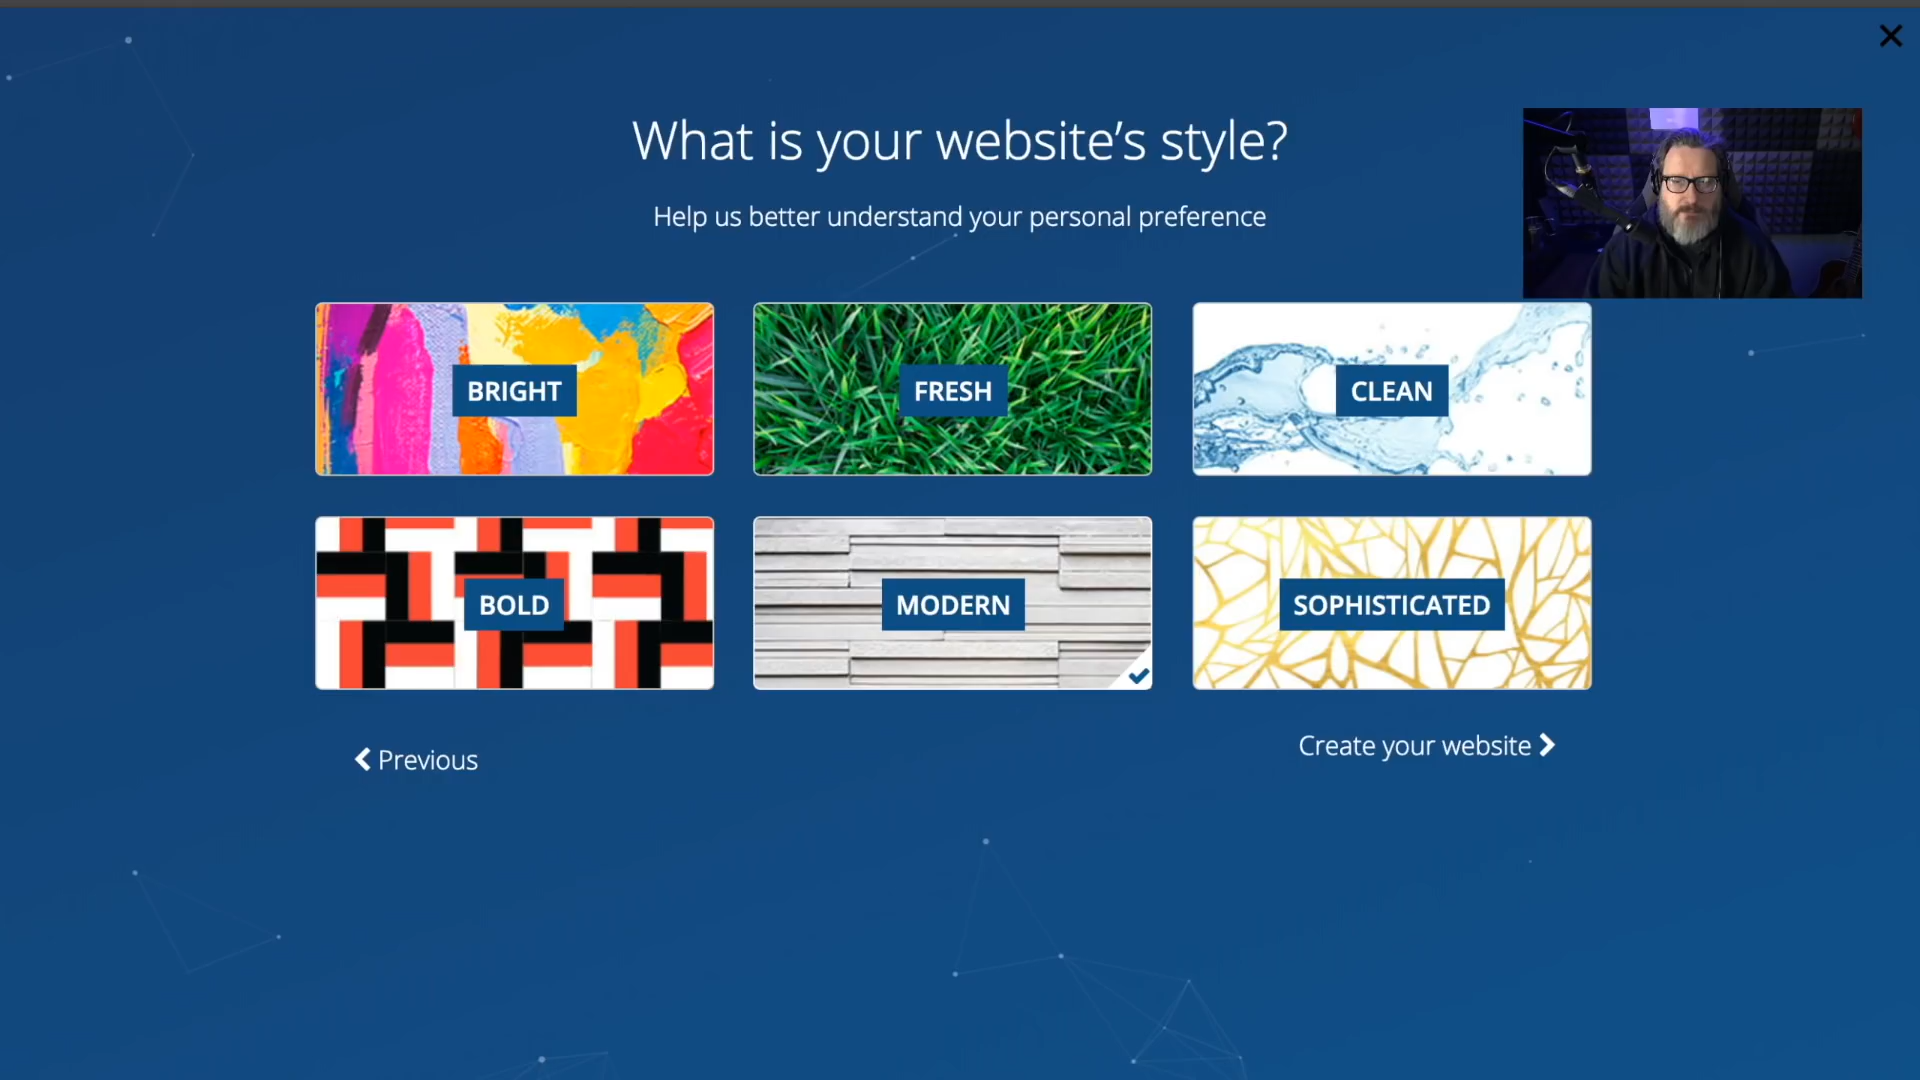 What is your website’s style?
Help us better understand your personal preference
BRIGHT
FRESH
CLEAN
BOLD
MODERN
SOPHISTICATED
Previous
Create your website